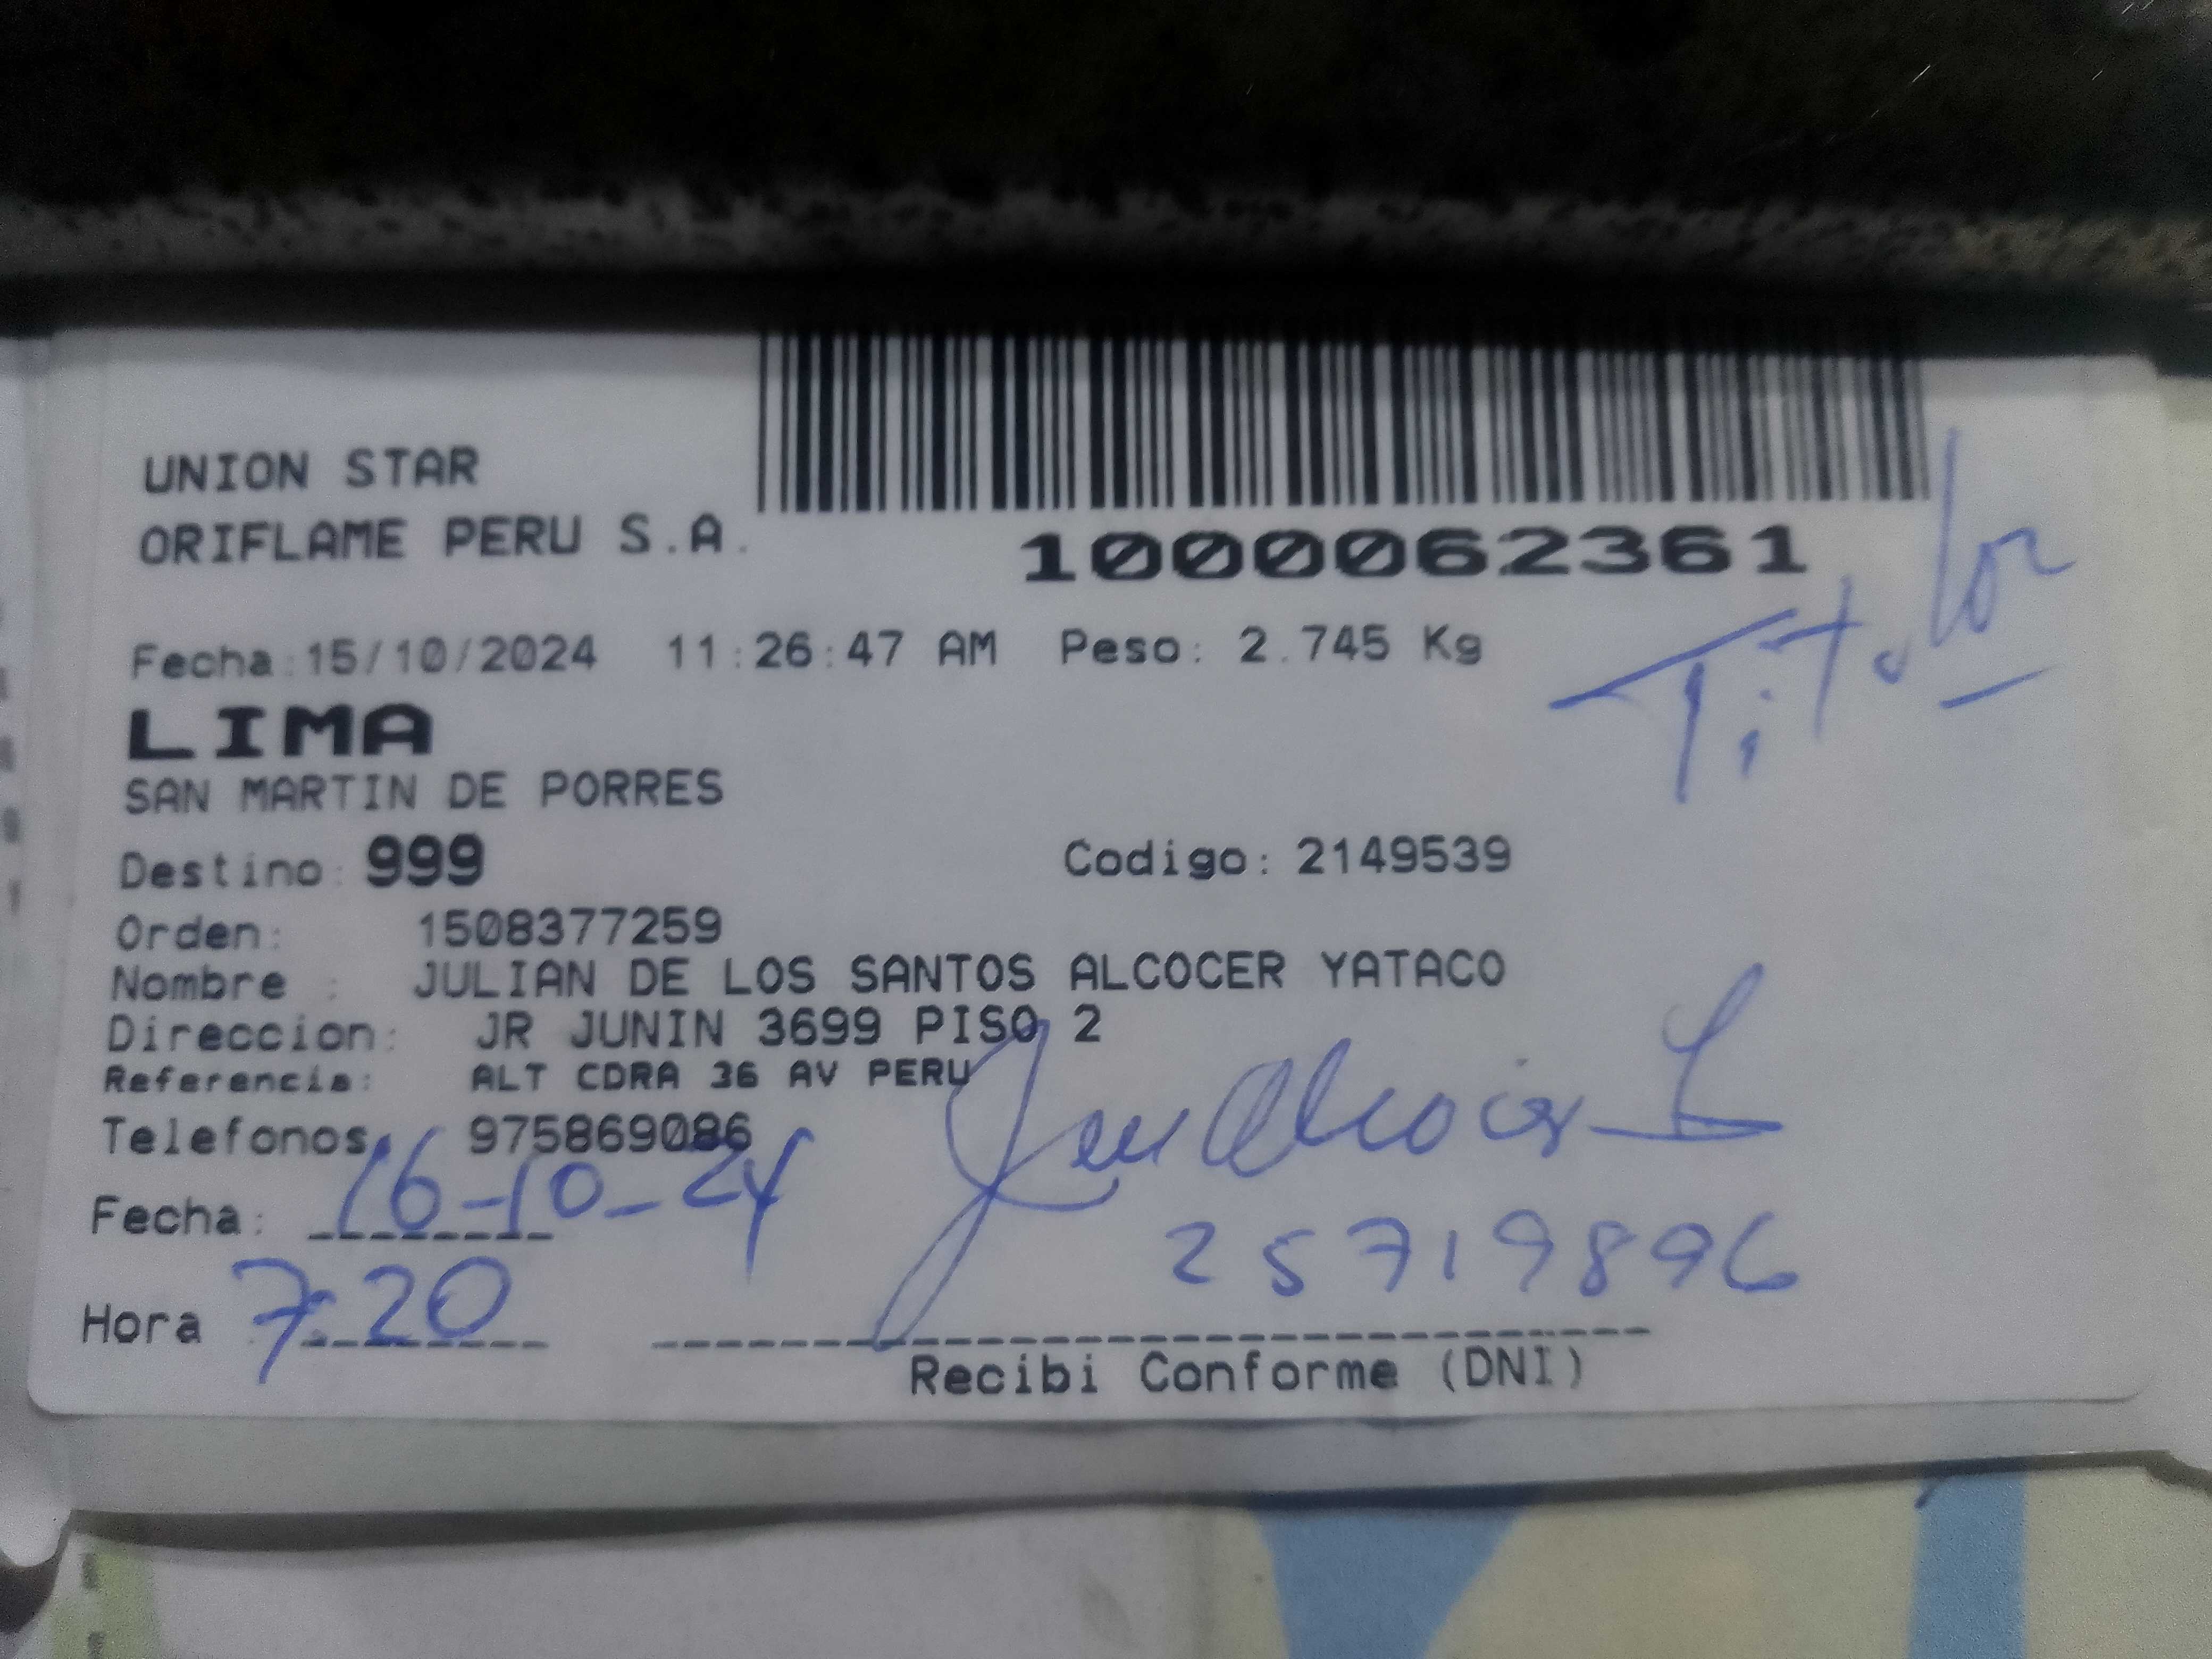 UNION STAR
ORIFLAME PERU S.A.
1000062361
Fecha:15/10/2024 11:26:47 AM Peso: 2.745 Kg
Titular
LIMA
SAN MARTIN DE PORRES
Destino: 999 Codigo: 2149539
Orden: 1508377259
Nombre : JULIAN DE LOS SANTOS ALCOCER YATACO
Direccion: JR JUNIN 3699 PISO 2
Referencia: ALT CDRA 36 AV PERU
Telefonos: 975869086
Fecha: 16-10-24
25719896
Hora 7:20
Recibi Conforme (DNI)